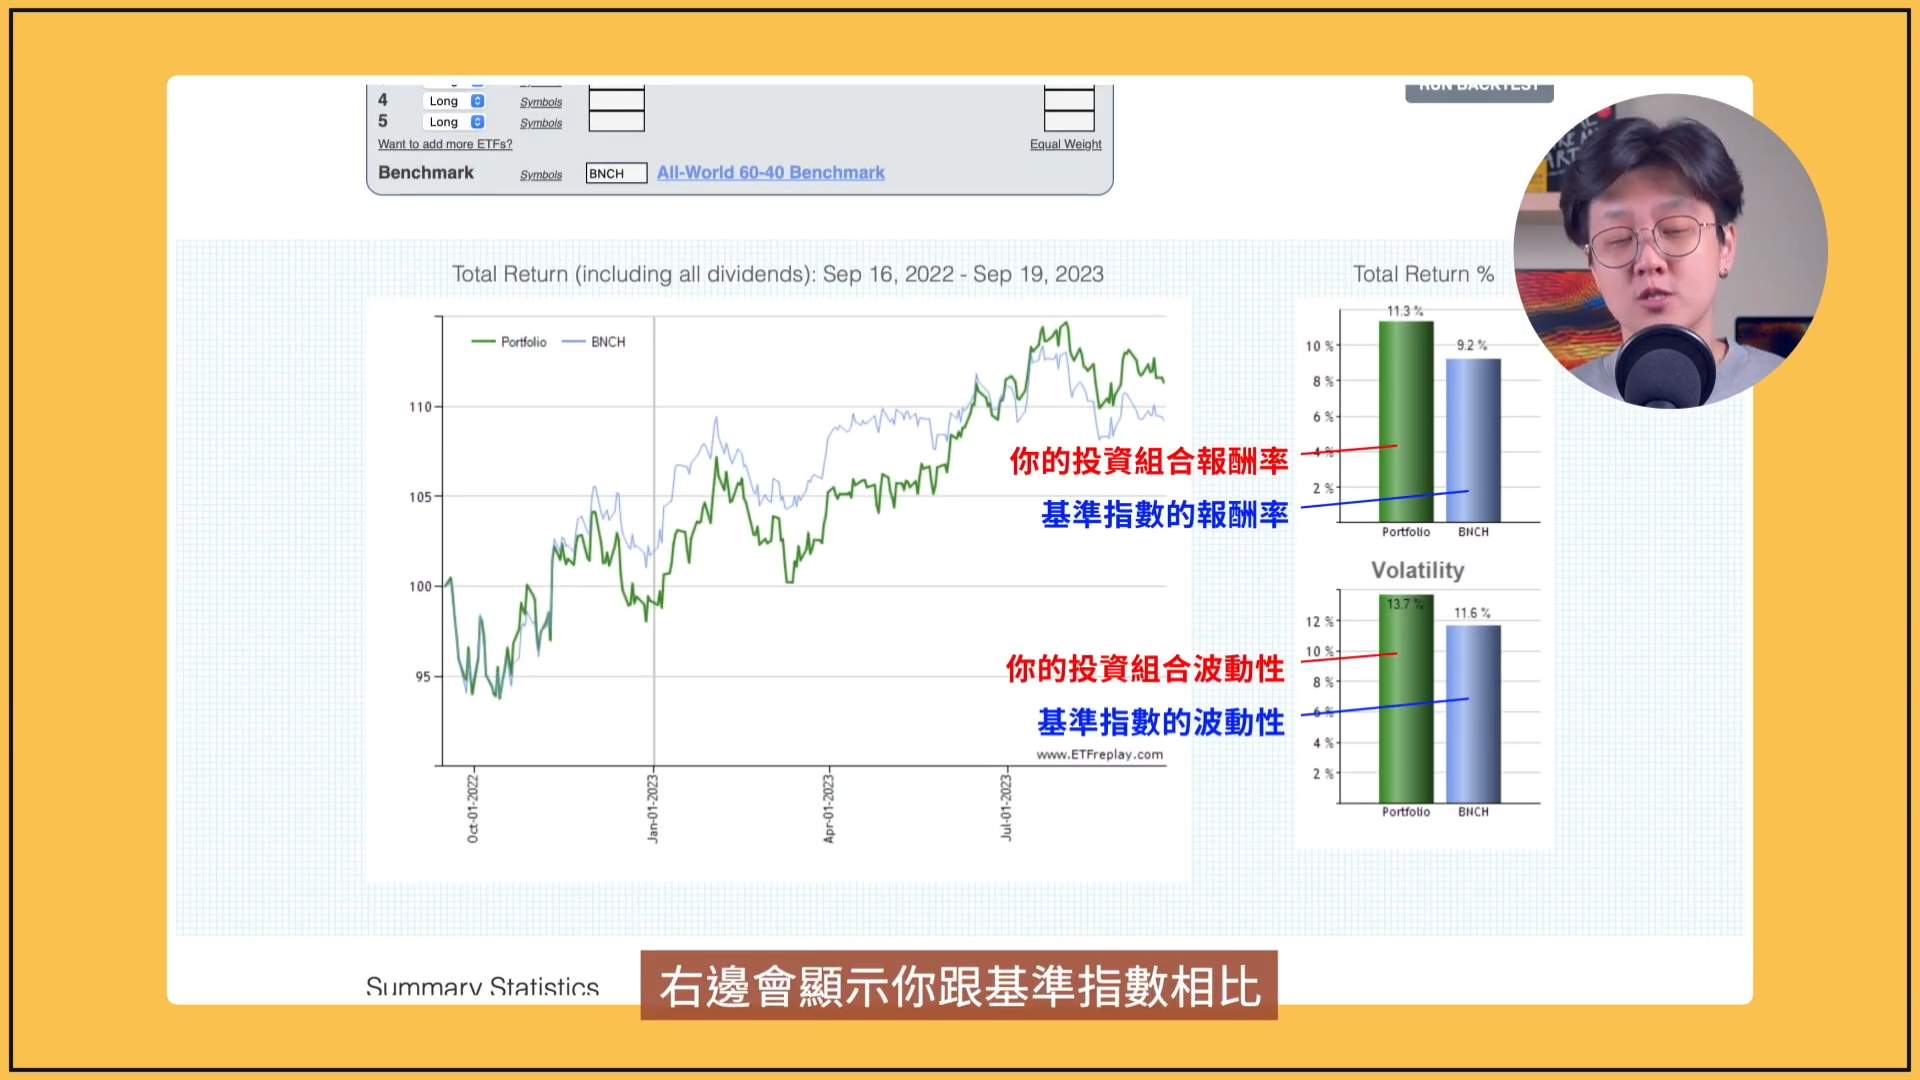 4 Long Symbols
5 Long Symbols
Want to add more ETFs? Equal Weight
Benchmark Symbols BNCH All-World 60-40 Benchmark
RUN BACKTEST
Total Return (including all dividends): Sep 16, 2022 - Sep 19, 2023
Portfolio BNCH
110
105
100
95
www.ETFreplay.com
Oct-01-2022
Jan-01-2023
Apr-01-2023
Jul-01-2023
你的投資組合報酬率
基準指數的報酬率
你的投資組合波動性
基準指數的波動性
Total Return %
11.3 %
9.2 %
10 %
8 %
6 %
4 %
2 %
Portfolio BNCH
Volatility
13.7 %
11.6 %
12 %
10 %
8 %
6 %
4 %
2 %
Portfolio BNCH
Summary Statistics
右邊會顯示你跟基準指數相比